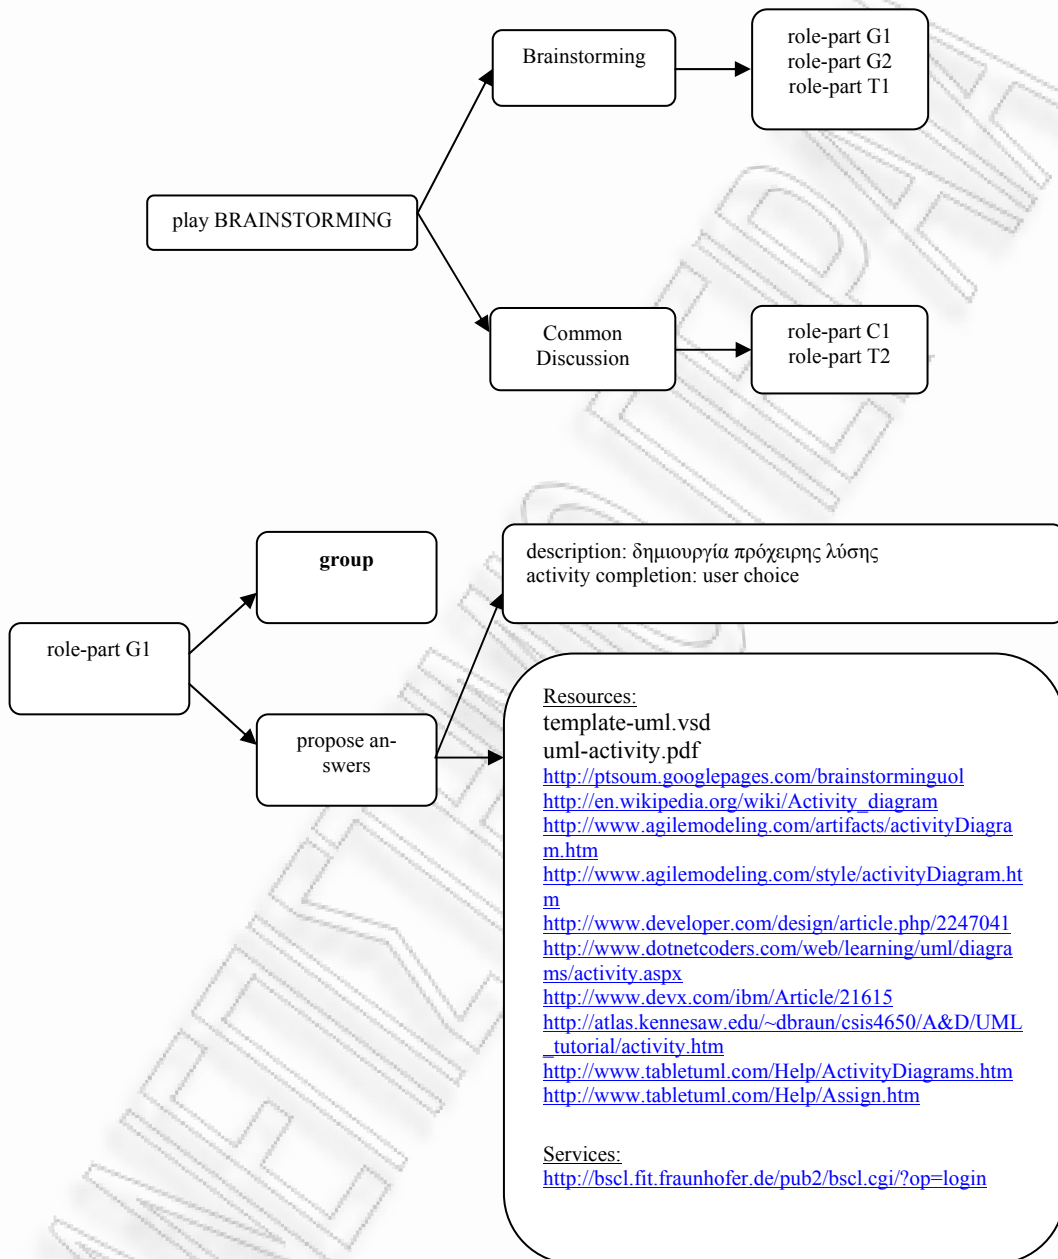 Brainstorming
role-part G1
role-part G2
role-part T1
play BRAINSTORMING
Common
Discussion
role-part C1
role-part T2
role-part G1
group
propose an-
swers
description: δημιουργία πρόχειρης λύσης
activity completion: user choice
Resources:
template-uml.vsd
uml-activity.pdf
http://ptsoum.googlepages.com/brainstorminguol
http://en.wikipedia.org/wiki/Activity_diagram
http://www.agilemodeling.com/artifacts/activityDiagra
m.htm
http://www.agilemodeling.com/style/activityDiagram.ht
m
http://www.developer.com/design/article.php/2247041
http://www.dotnetcoders.com/web/learning/uml/diagra
ms/activity.aspx
http://www.devx.com/ibm/Article/21615
http://atlas.kennesaw.edu/~dbraun/csis4650/A&D/UML
_tutorial/activity.htm
http://www.tabletuml.com/Help/ActivityDiagrams.htm
http://www.tabletuml.com/Help/Assign.htm
Services:
http://bscl.fit.fraunhofer.de/pub2/bscl.cgi/?op=login